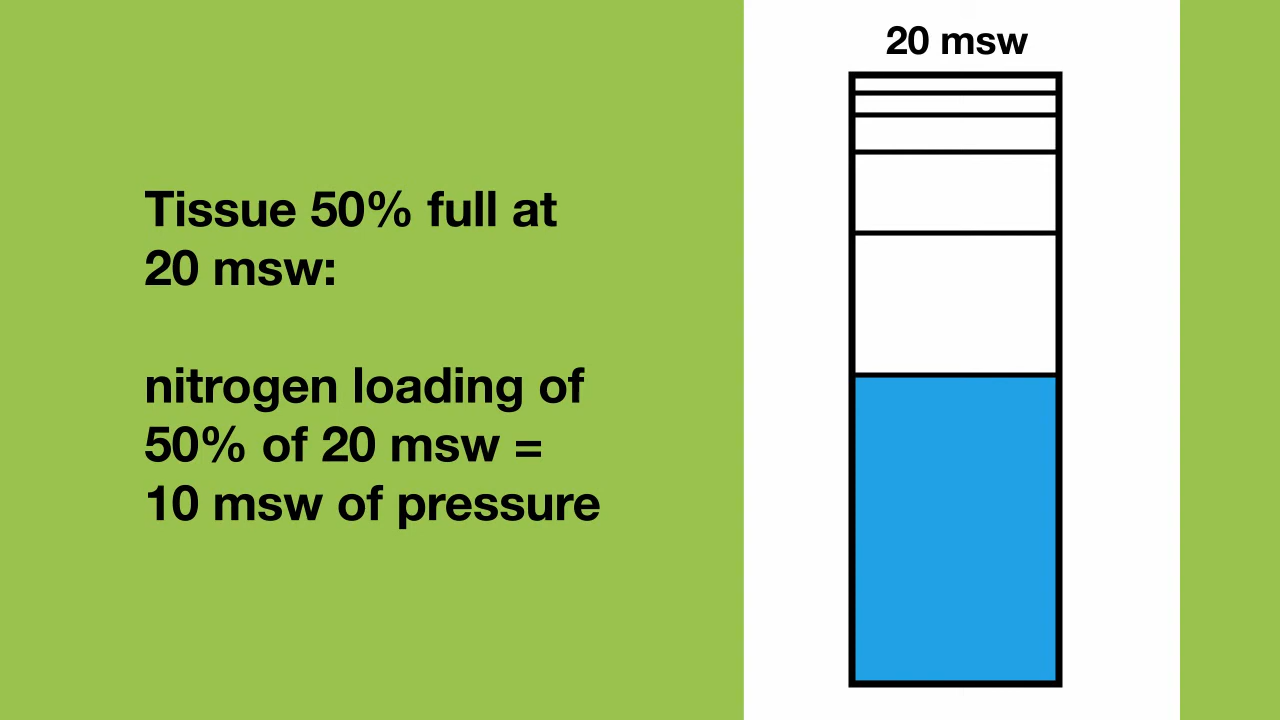 20 msw
Tissue 50% full at
20 msw:
nitrogen loading of
50% of 20 msw =
10 msw of pressure